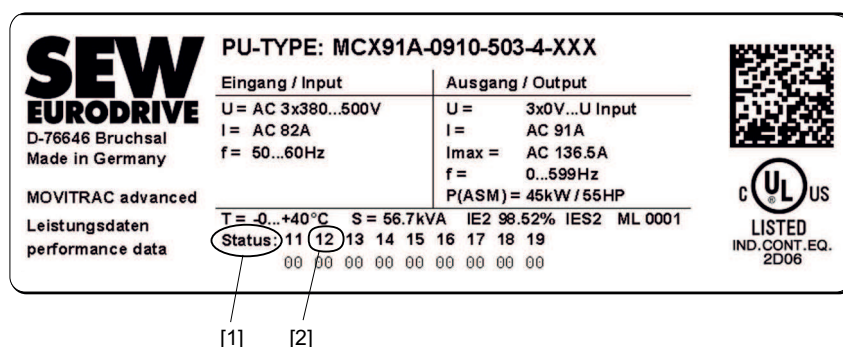 SEW
EURODRIVE
D-76646 Bruchsal
Made in Germany
MOVITRAC advanced
Leistungsdaten
performance data
PU-TYPE: MCX91A-0910-503-4-XXX
Eingang / Input
U = AC 3x380...500V
I = AC 82A
f = 50...60Hz
Ausgang / Output
U = 3x0V...U Input
I = AC 91A
Imax = AC 136.5A
f = 0...599Hz
P(ASM) = 45kW / 55HP
T = -0...+40°C S = 56.7kVA IE2 98.52% IES2 ML 0001
Status: 11 12 13 14 15 16 17 18 19
00 00 00 00 00 00 00 00 00
C UL US
LISTED
IND.CONT.EQ.
2D06
[1] [2]